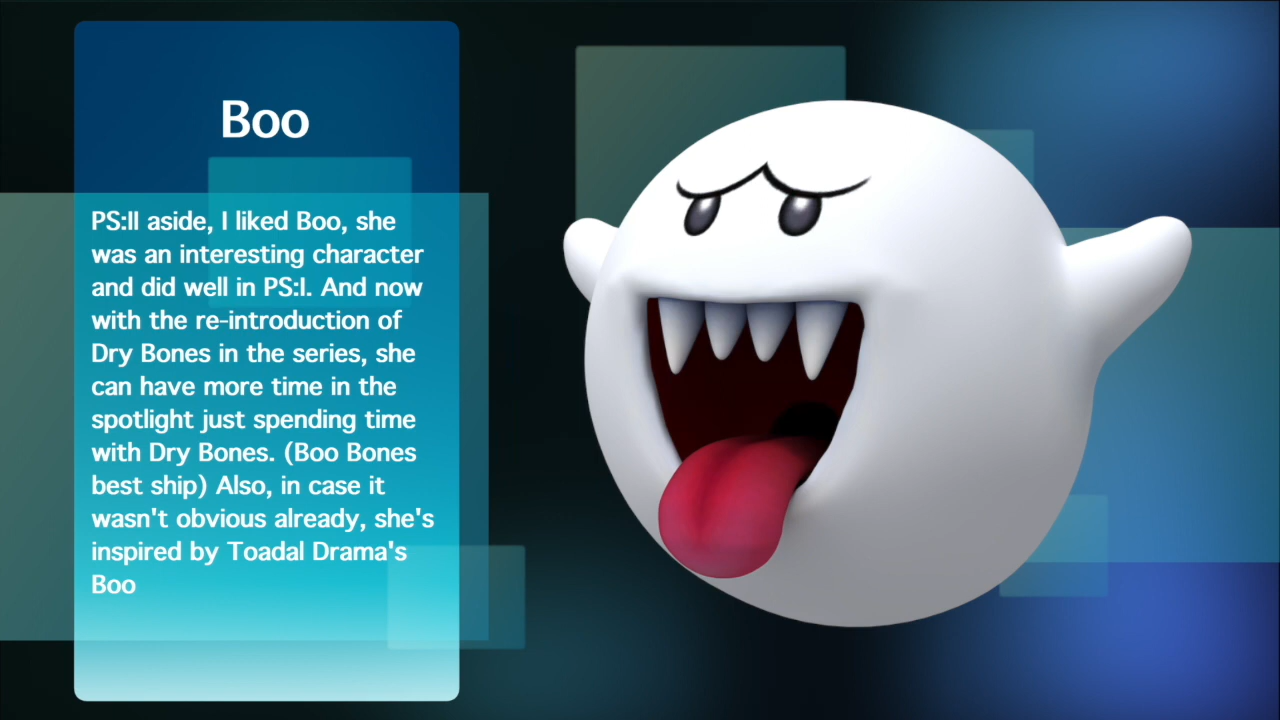 Boo
PS:II aside, I liked Boo, she
was an interesting character
and did well in PS:I. And now
with the re-introduction of
Dry Bones in the series, she
can have more time in the
spotlight just spending time
with Dry Bones. (Boo Bones
best ship) Also, in case it
wasn't obvious already, she's
inspired by Toadal Drama's
Boo